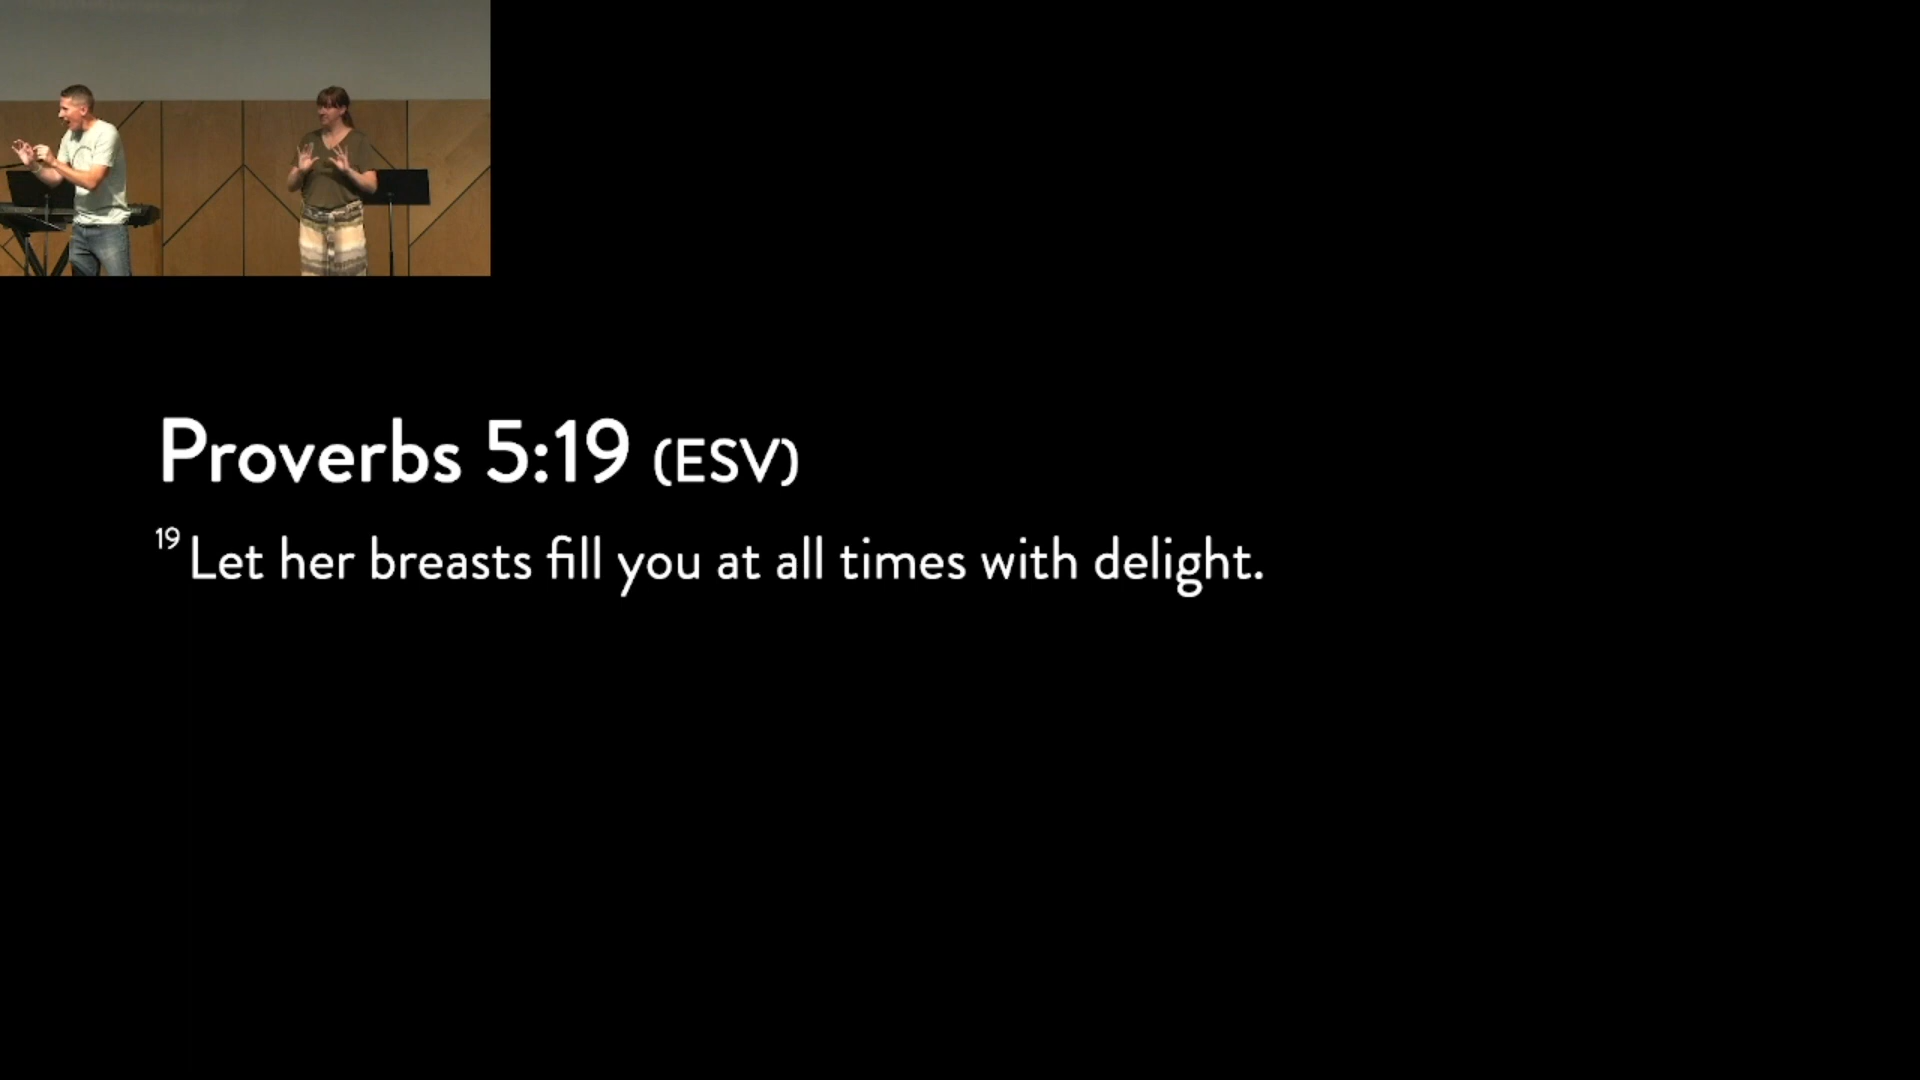 Proverbs 5:19 (ESV)
19 Let her breasts fill you at all times with delight.